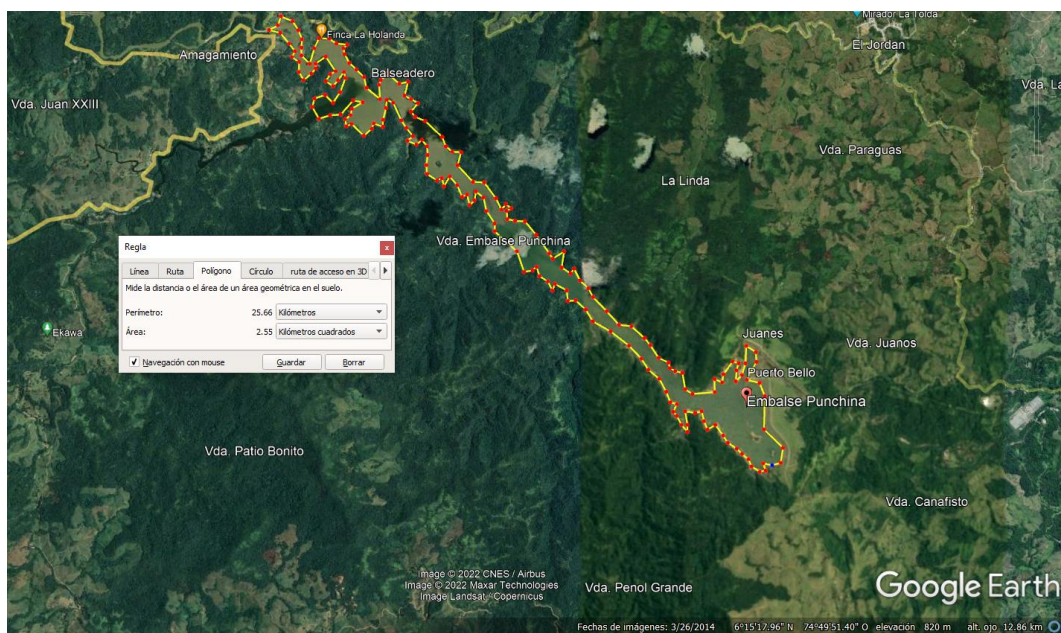 Mirador La Tolda
Finca La Holanda
El Jordan
Amagamiento
Balseadero
Vda. Juan XXIII
Vda. La
Vda. Paraguas
La Linda
Vda. Embalse Punchina
Regla
x
Línea Ruta Polígono Círculo ruta de acceso en 3D
Mide la distancia o el área de un área geométrica en el suelo.
Perímetro: 25.66 Kilómetros
Área: 2.55 Kilómetros cuadrados
Navegación con mouse Guardar Borrar
Ekawa
Juanes
Vda. Juanos
Puerto Bello
Embalse Punchina
Vda. Patio Bonito
Vda. Canafisto
Image © 2022 CNES / Airbus
Image © 2022 Maxar Technologies
Image Landsat / Copernicus
Vda. Penol Grande
Google Earth
Fechas de imágenes: 3/26/2014 6°15'17.96" N 74°49'51.40" O elevación 820 m alt. ojo 12.86 km